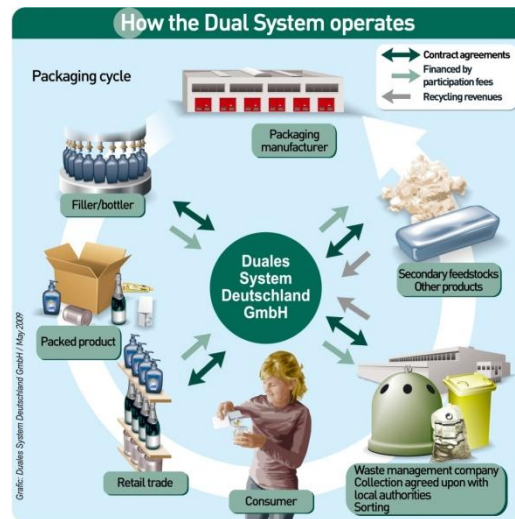 How the Dual System operates
Packaging cycle
Contract agreements
Financed by
participation fees
Recycling revenues
Packaging
manufacturer
Filler/bottler
Duales
System
Deutschland
GmbH
Secondary feedstocks
Other products
Packed product
Retail trade
Consumer
Waste management company
Collection agreed upon with
local authorities
Sorting
Grafic: Duales System Deutschland GmbH / May 2009